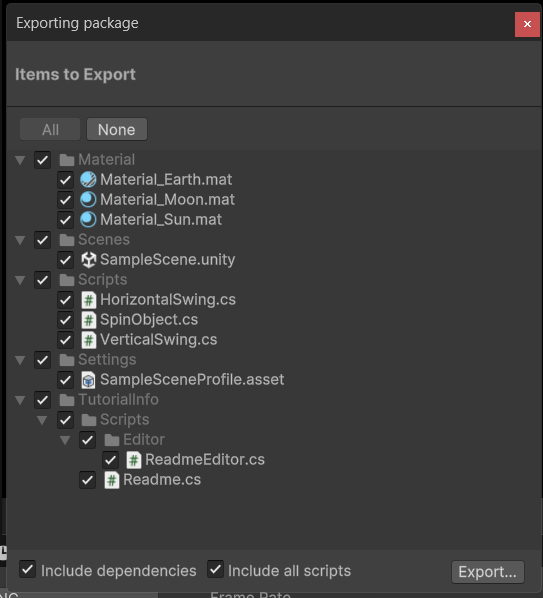 Exporting package
Items to Export
All None
Material
Material_Earth.mat
Material_Moon.mat
Material_Sun.mat
Scenes
SampleScene.unity
Scripts
HorizontalSwing.cs
SpinObject.cs
VerticalSwing.cs
Settings
SampleSceneProfile.asset
TutorialInfo
Scripts
Editor
ReadmeEditor.cs
Readme.cs
Include dependencies Include all scripts Export...
Frame Rate